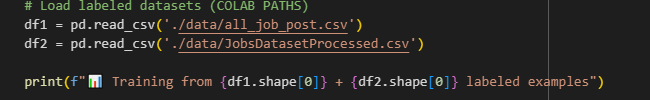 # Load labeled datasets (COLAB PATHS)
df1 = pd.read_csv('./data/all_job_post.csv')
df2 = pd.read_csv('./data/JobsDatasetProcessed.csv')
print(f"📊 Training from {df1.shape[0]} + {df2.shape[0]} labeled examples")